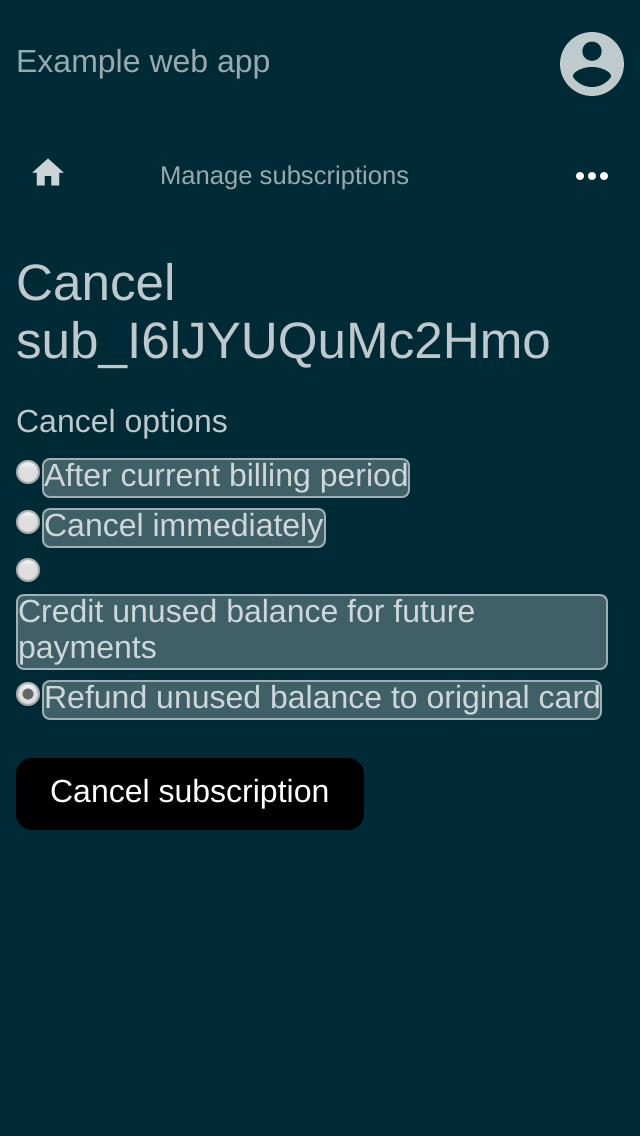 Example web app
Manage subscriptions
Cancel
sub_I6lJYUQuMc2Hmo
Cancel options
After current billing period
Cancel immediately
Credit unused balance for future
payments
Refund unused balance to original card
Cancel subscription